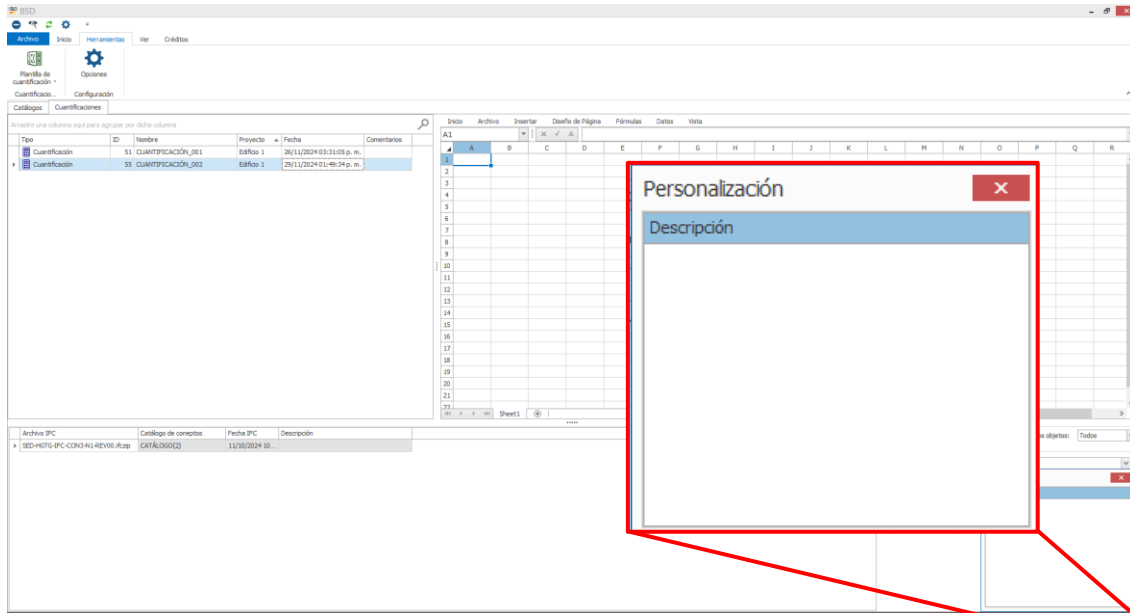 BSD
Archivo Inicio Herramientas Ver Créditos
Plantilla de cuantificación
Opciones
Cuantificacio... Configuración
Catálogos Cuantificaciones
Arrastre una columna aquí para agrupar por dicha columna
Tipo ID Nombre Proyecto Fecha Comentarios
Cuantificación 51 CUANTIFICACIÓN_001 Edificio 1 28/11/2024 03:31:05 p. m.
Cuantificación 55 CUANTIFICACIÓN_002 Edificio 1 29/11/2024 01:49:34 p. m.
Inicio Archivo Insertar Diseño de Página Fórmulas Datos Vista
A1
A B C D E F G H I J K L M N O P Q R
1
2
3
4
5
6
7
8
9
10
11
12
13
14
15
16
17
18
19
20
21
22
Sheet1
Personalización
Descripción
Archivo IFC Catálogo de coneptos Fecha IFC Descripción
SED-HGTG-IFC-CON3-N1-REV00.ifczip CATÁLOGO(2) 11/10/2024 10...
objetos: Todos